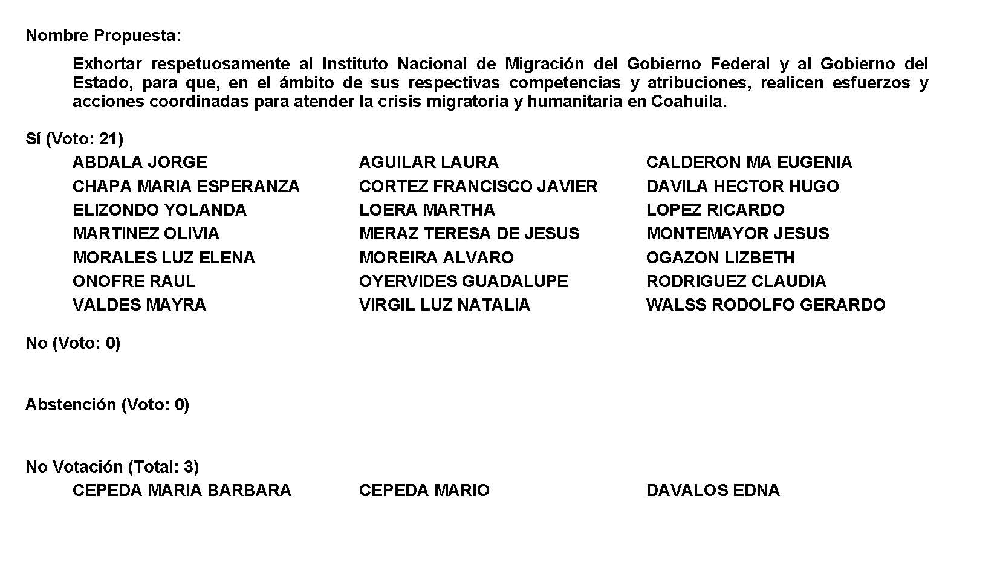 Nombre Propuesta:
Exhortar respetuosamente al Instituto Nacional de Migración del Gobierno Federal y al Gobierno del
Estado, para que, en el ámbito de sus respectivas competencias y atribuciones, realicen esfuerzos y
acciones coordinadas para atender la crisis migratoria y humanitaria en Coahuila.
Sí (Voto: 21)
ABDALA JORGE AGUILAR LAURA CALDERON MA EUGENIA
CHAPA MARIA ESPERANZA CORTEZ FRANCISCO JAVIER DAVILA HECTOR HUGO
ELIZONDO YOLANDA LOERA MARTHA LOPEZ RICARDO
MARTINEZ OLIVIA MERAZ TERESA DE JESUS MONTEMAYOR JESUS
MORALES LUZ ELENA MOREIRA ALVARO OGAZON LIZBETH
ONOFRE RAUL OYERVIDES GUADALUPE RODRIGUEZ CLAUDIA
VALDES MAYRA VIRGIL LUZ NATALIA WALSS RODOLFO GERARDO
No (Voto: 0)
Abstención (Voto: 0)
No Votación (Total: 3)
CEPEDA MARIA BARBARA CEPEDA MARIO DAVALOS EDNA